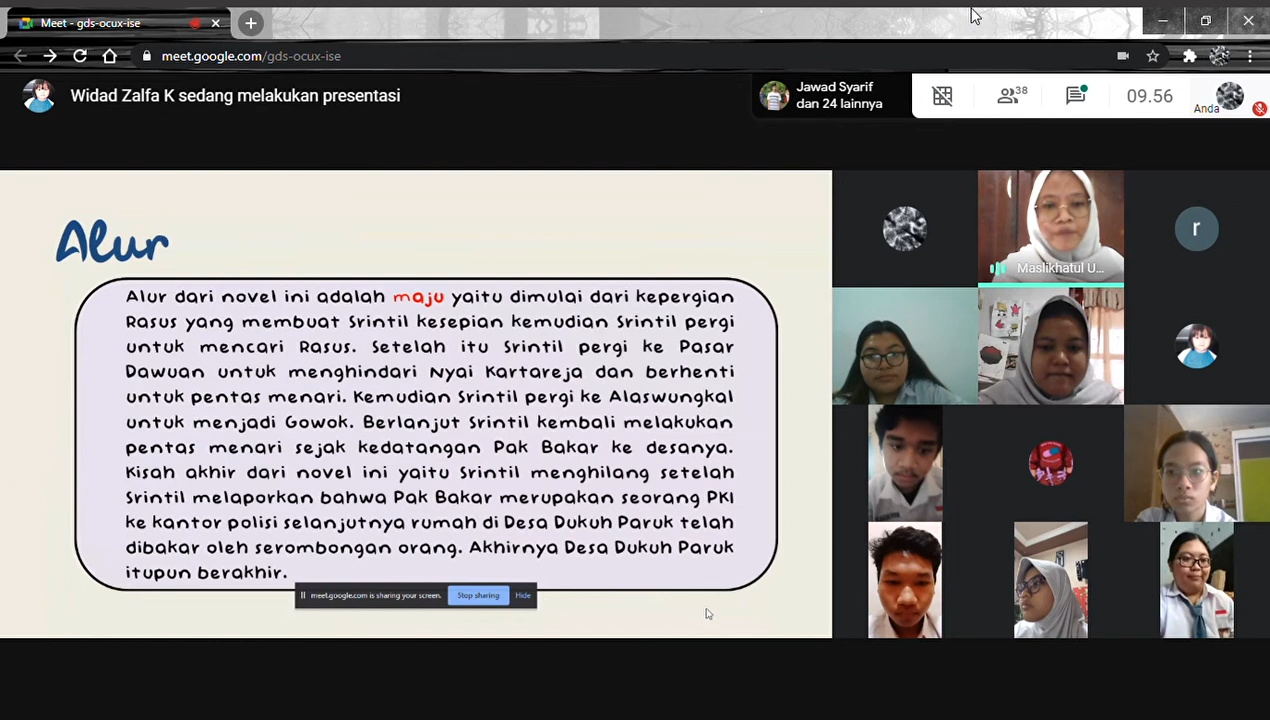 Meet - gds-ocux-ise
meet.google.com/gds-ocux-ise
Widad Zalfa K sedang melakukan presentasi
Jawad Syarif
dan 24 lainnya
38
09.56
Anda
Alur
Alur dari novel ini adalah maju yaitu dimulai dari kepergian
Rasus yang membuat Srintil kesepian kemudian Srintil pergi
untuk mencari Rasus. Setelah itu Srintil pergi ke Pasar
Dawuan untuk menghindari Nyai Kartareja dan berhenti
untuk pentas menari. Kemudian Srintil pergi ke Alaswungkal
untuk menjadi Gowok. Berlanjut Srintil kembali melakukan
pentas menari sejak kedatangan Pak Bakar ke desanya.
Kisah akhir dari novel ini yaitu Srintil menghilang setelah
Srintil melaporkan bahwa Pak Bakar merupakan seorang PKI
ke kantor polisi selanjutnya rumah di Desa Dukuh Paruk telah
dibakar oleh serombongan orang. Akhirnya Desa Dukuh Paruk
itupun berakhir.
meet.google.com is sharing your screen.
Stop sharing
Hide
r
Maslikhatul U...